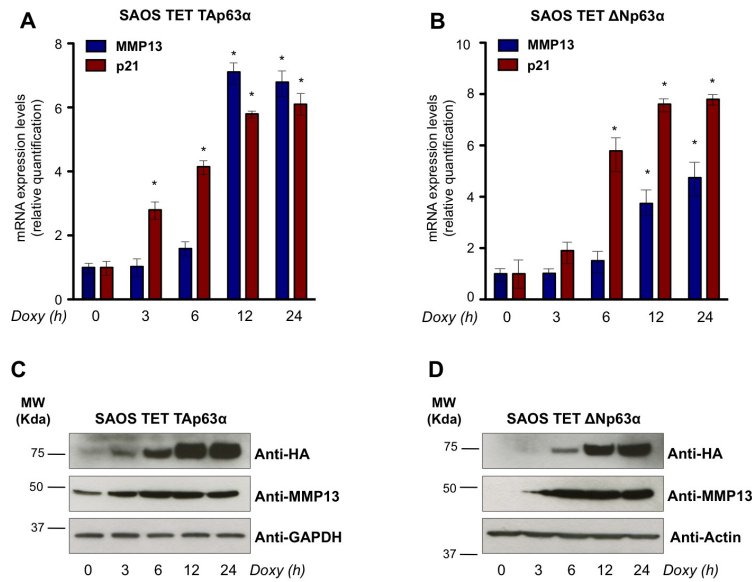 A
SAOS TET TAp63α
MMP13
p21
mRNA expression levels
(relative quantification)
8
6
4
2
0
* * * * * *
Doxy (h) 0 3 6 12 24
B
SAOS TET ΔNp63α
MMP13
p21
mRNA expression levels
(relative quantification)
10
8
6
4
2
0
* * * * *
Doxy (h) 0 3 6 12 24
C
MW
(Kda)
SAOS TET TAp63α
75
Anti-HA
50
Anti-MMP13
37
Anti-GAPDH
0 3 6 12 24 Doxy (h)
D
MW
(Kda)
SAOS TET ΔNp63α
75
Anti-HA
50
Anti-MMP13
Anti-Actin
37
0 3 6 12 24 Doxy (h)